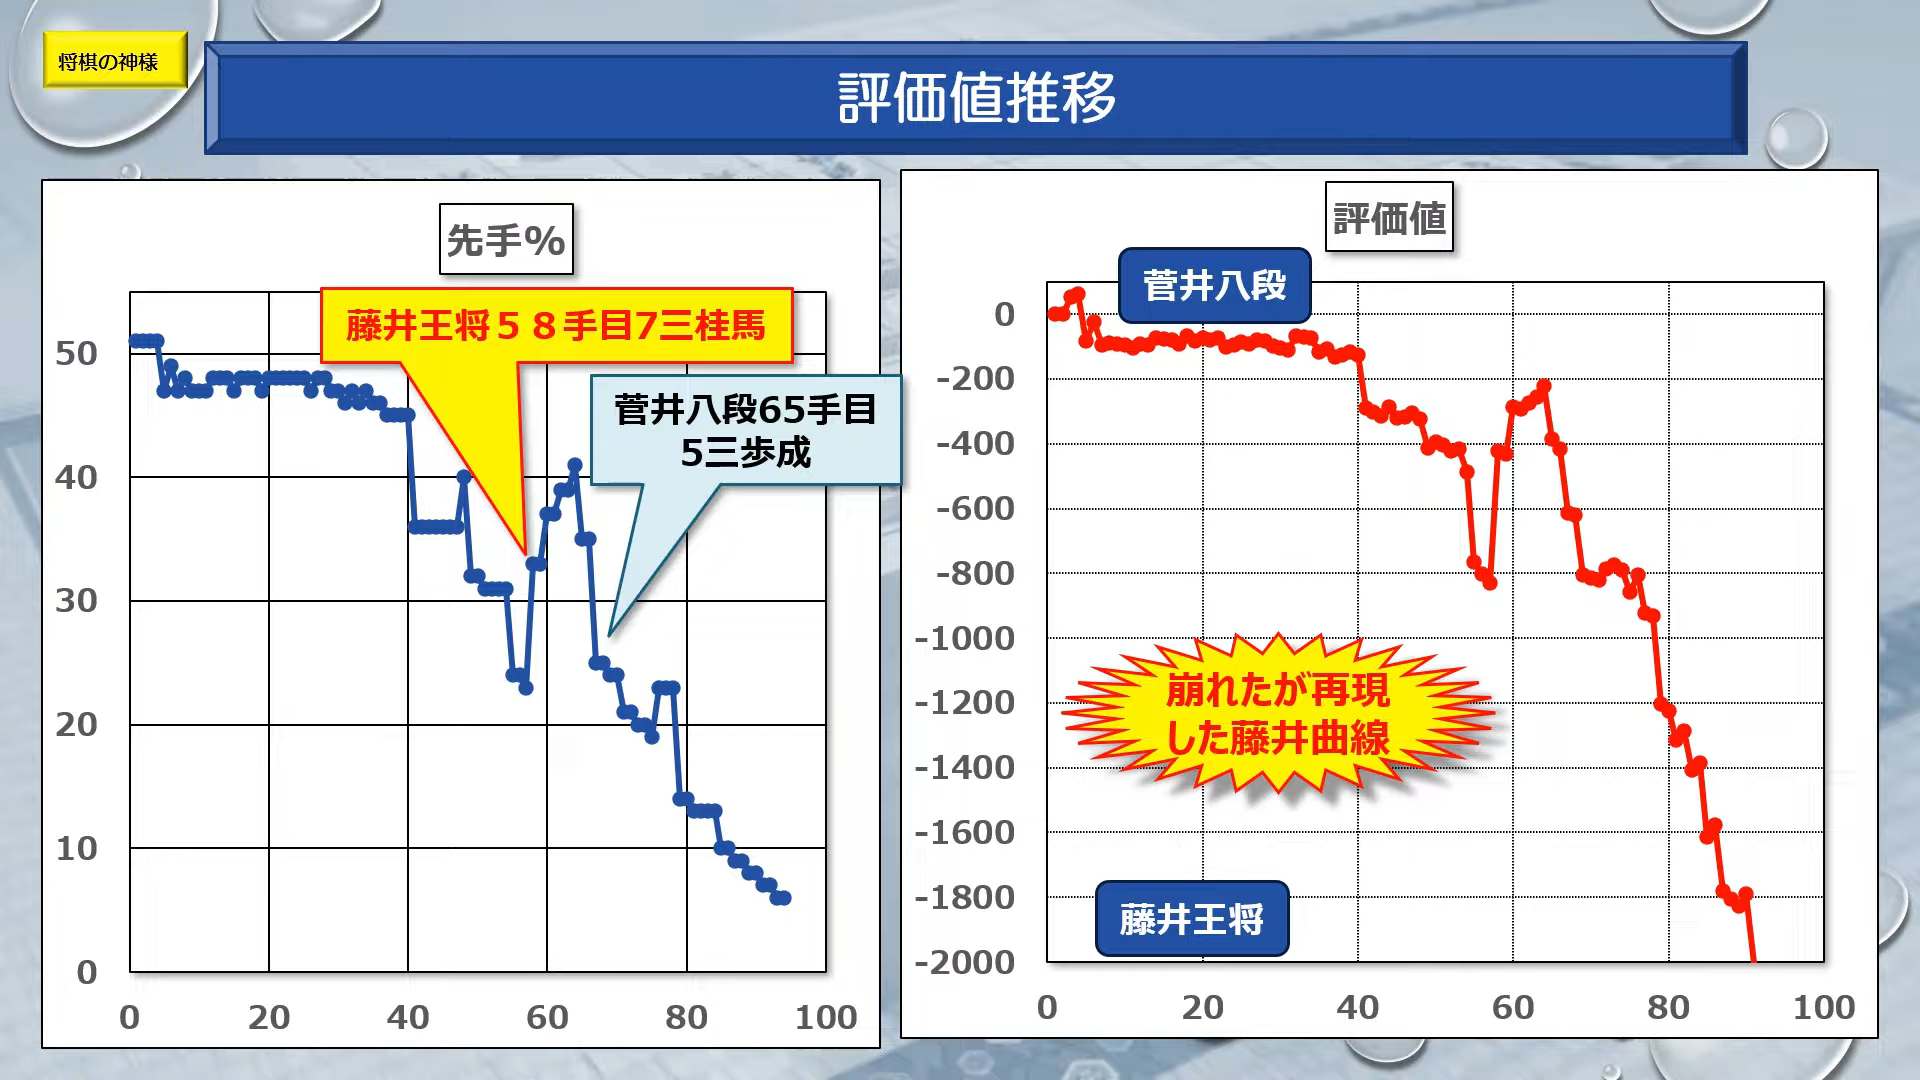 将棋の神様
評価値推移
先手%
藤井王将５８手目7三桂馬
菅井八段65手目
5三歩成
50
40
30
20
10
0
0 20 40 60 80 100
評価値
菅井八段
0
-200
-400
-600
-800
-1000
-1200
-1400
-1600
-1800
-2000
崩れたが再現
した藤井曲線
藤井王将
0 20 40 60 80 100